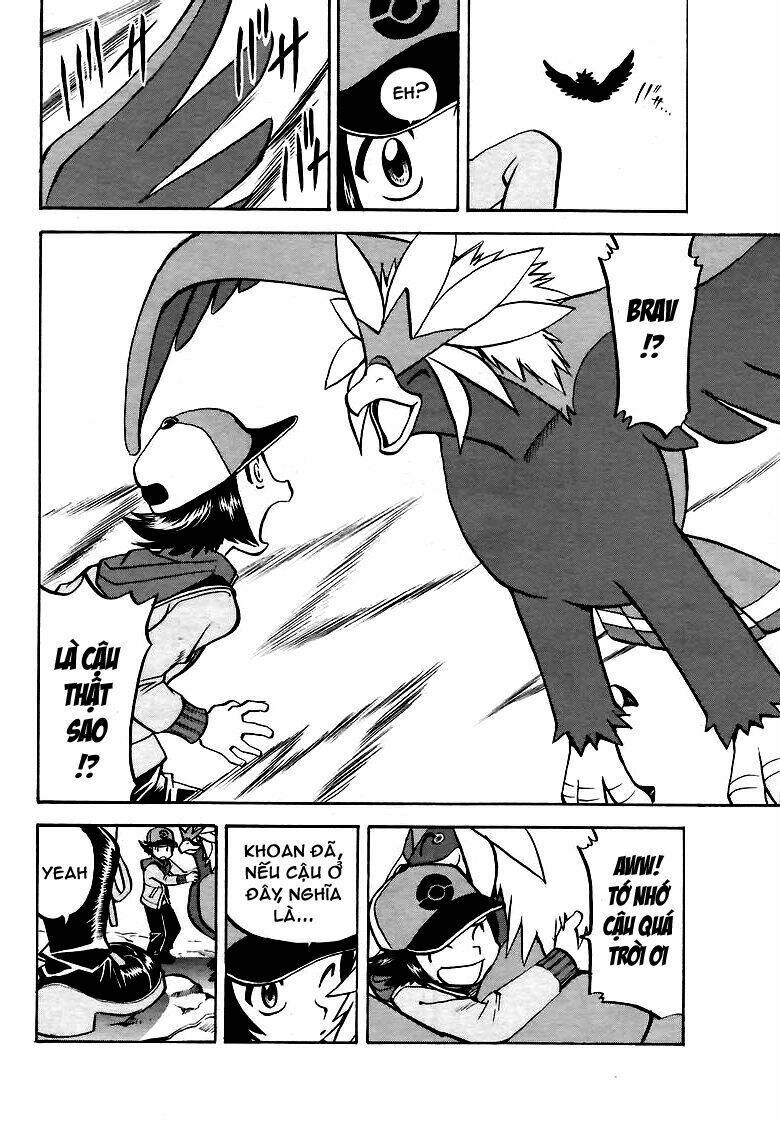 EH?
BRAV
!?
LÀ CẬU
THẬT
SAO
!?
AWW!
TỚ NHỚ
CẬU QUÁ
TRỜI ƠI
KHOAN ĐÃ,
NẾU CẬU Ở
ĐÂY, NGHĨA
LÀ...
YEAH